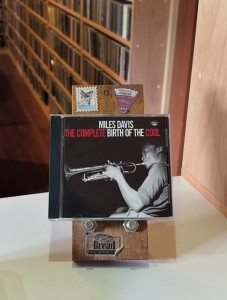 MILES DAVIS
THE COMPLETE BIRTH OF THE COOL
Bread